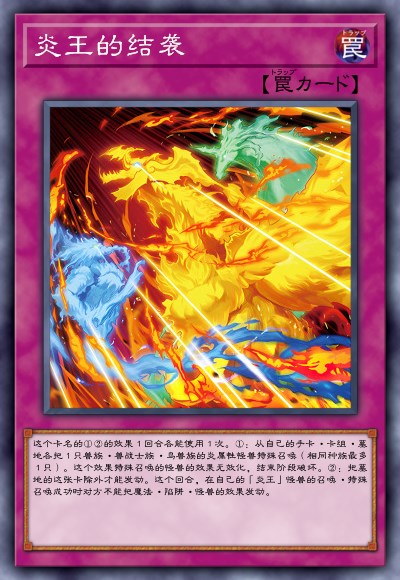 炎王的结袭
トラップ
罠
トラップ
【罠カード】
这个卡名的①②的效果1回合各能使用1次。①：从自己的手卡·卡组·墓
地各把1只兽族·兽战士族·鸟兽族的炎属性怪兽特殊召唤（相同种族最多
1只）。这个效果特殊召唤的怪兽的效果无效化，结束阶段破坏。②：把墓
地的这张卡除外才能发动。这个回合，在自己的「炎王」怪兽的召唤·特殊
召唤成功时对方不能把魔法·陷阱·怪兽的效果发动。